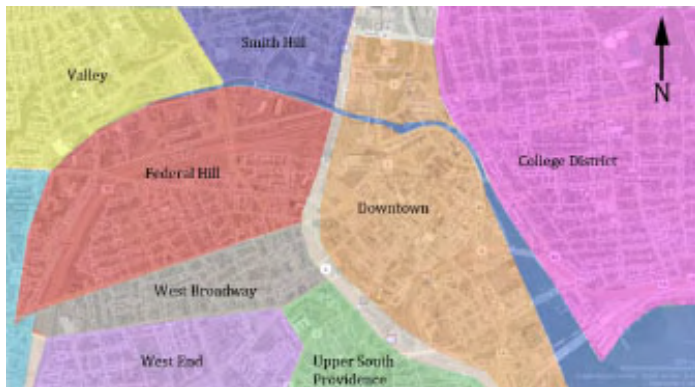 Smith Hill
Valley
N
College District
Federal Hill
Downtown
West Broadway
West End
Upper South
Providence